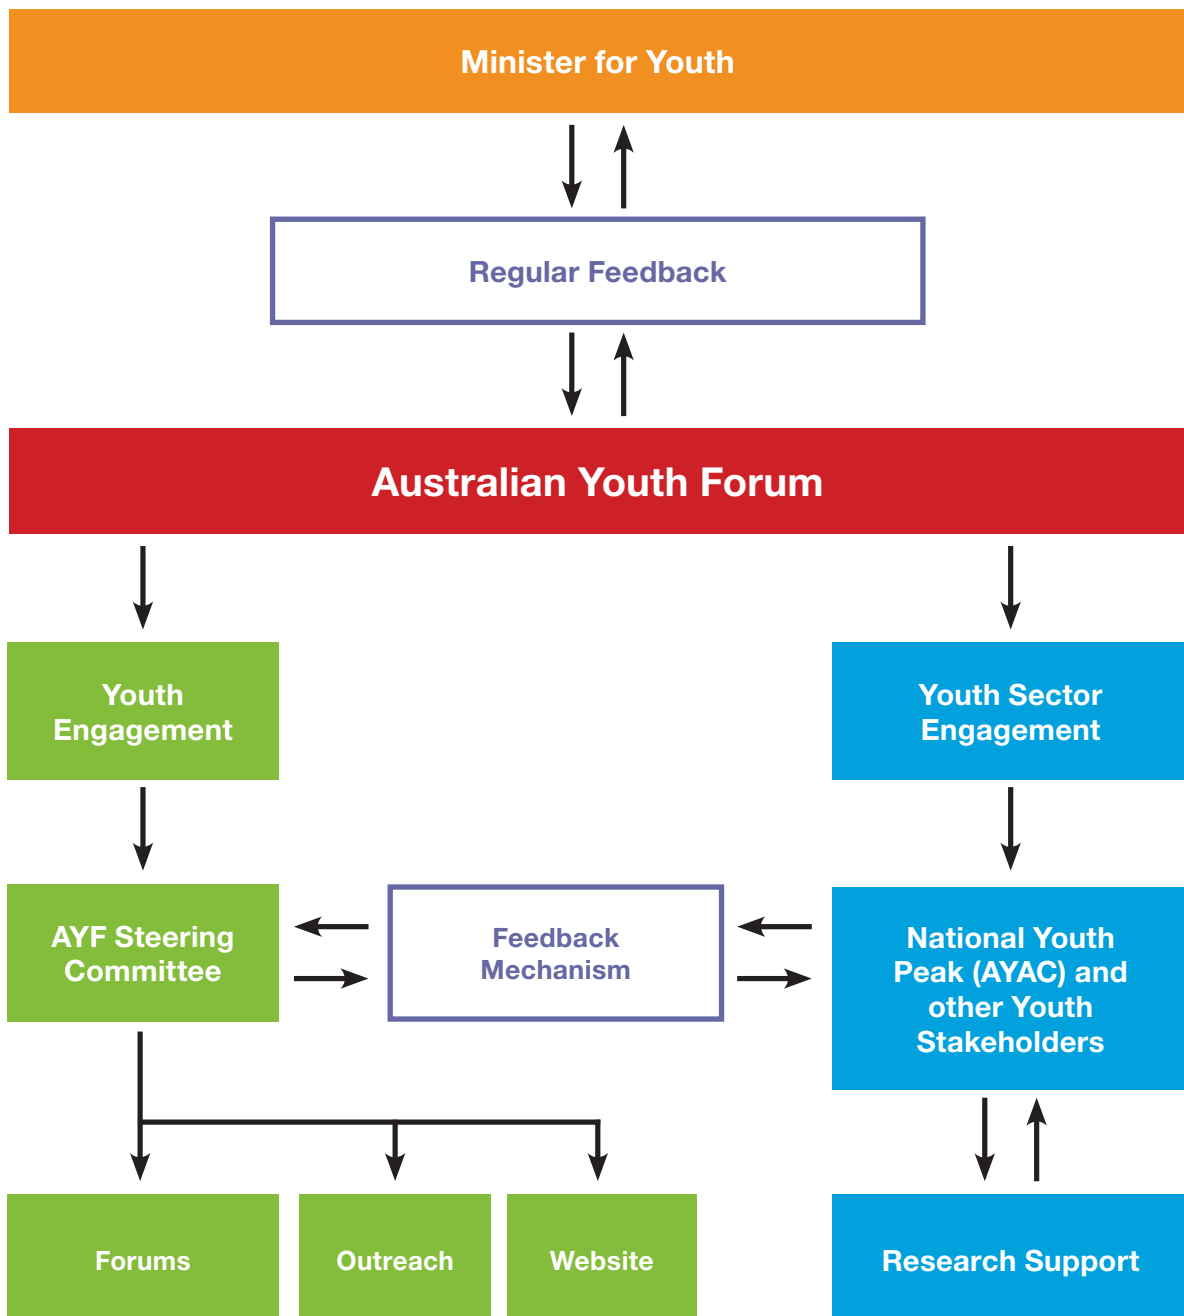 Minister for Youth
Regular Feedback
Australian Youth Forum
Youth
Engagement
Youth Sector
Engagement
AYF Steering
Committee
Feedback
Mechanism
National Youth
Peak (AYAC) and
other Youth
Stakeholders
Forums
Outreach
Website
Research Support